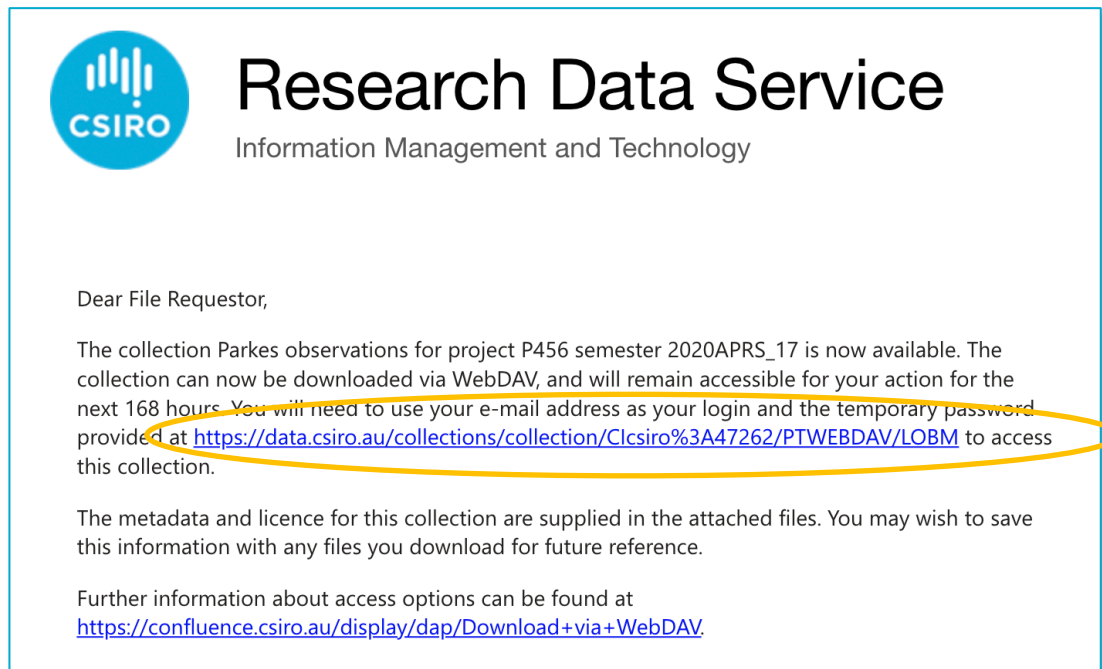 CSIRO
Research Data Service
Information Management and Technology
Dear File Requestor,
The collection Parkes observations for project P456 semester 2020APRS_17 is now available. The
collection can now be downloaded via WebDAV, and will remain accessible for your action for the
next 168 hours. You will need to use your e-mail address as your login and the temporary password
provided at https://data.csiro.au/collections/collection/CIcsiro%3A47262/PTWEBDAV/LOBM to access
this collection.
The metadata and licence for this collection are supplied in the attached files. You may wish to save
this information with any files you download for future reference.
Further information about access options can be found at
https://confluence.csiro.au/display/dap/Download+via+WebDAV.